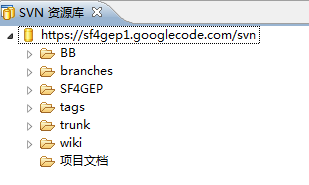 SVN 资源库
https://sf4gep1.googlecode.com/svn
BB
branches
SF4GEP
tags
trunk
wiki
项目文档